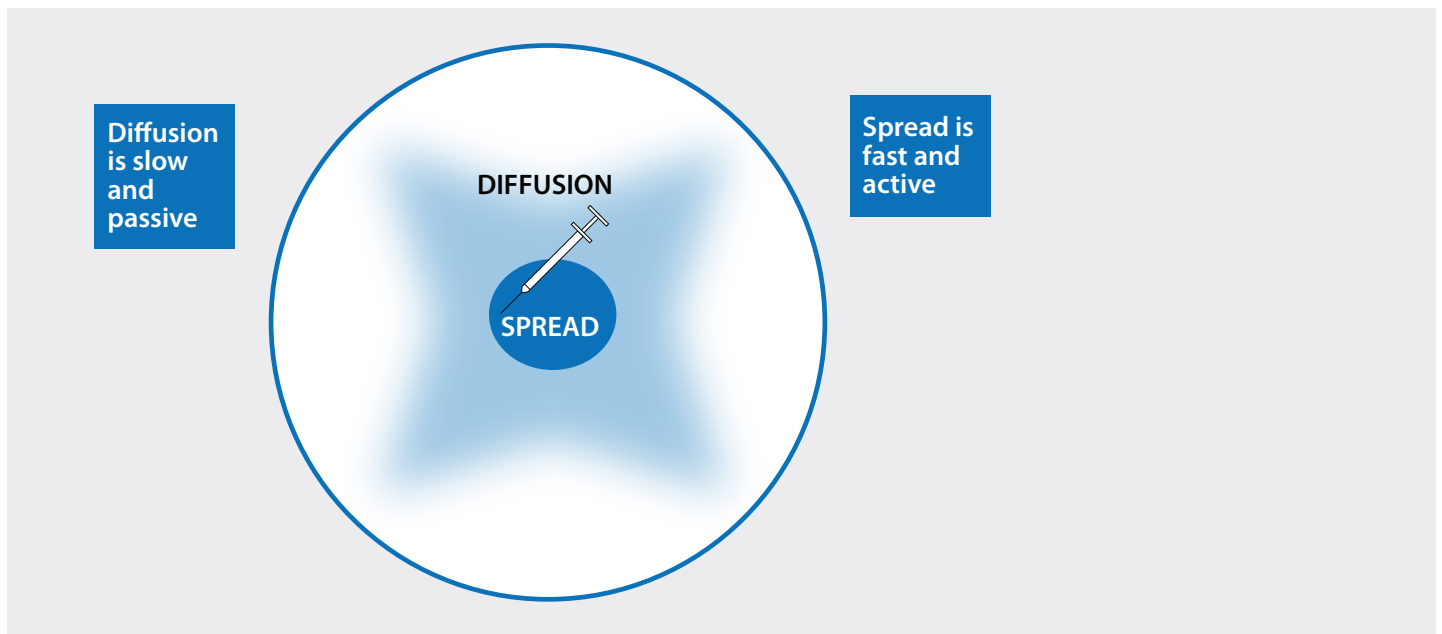 Diffusion
is slow
and
passive
DIFFUSION
SPREAD
Spread is
fast and
active